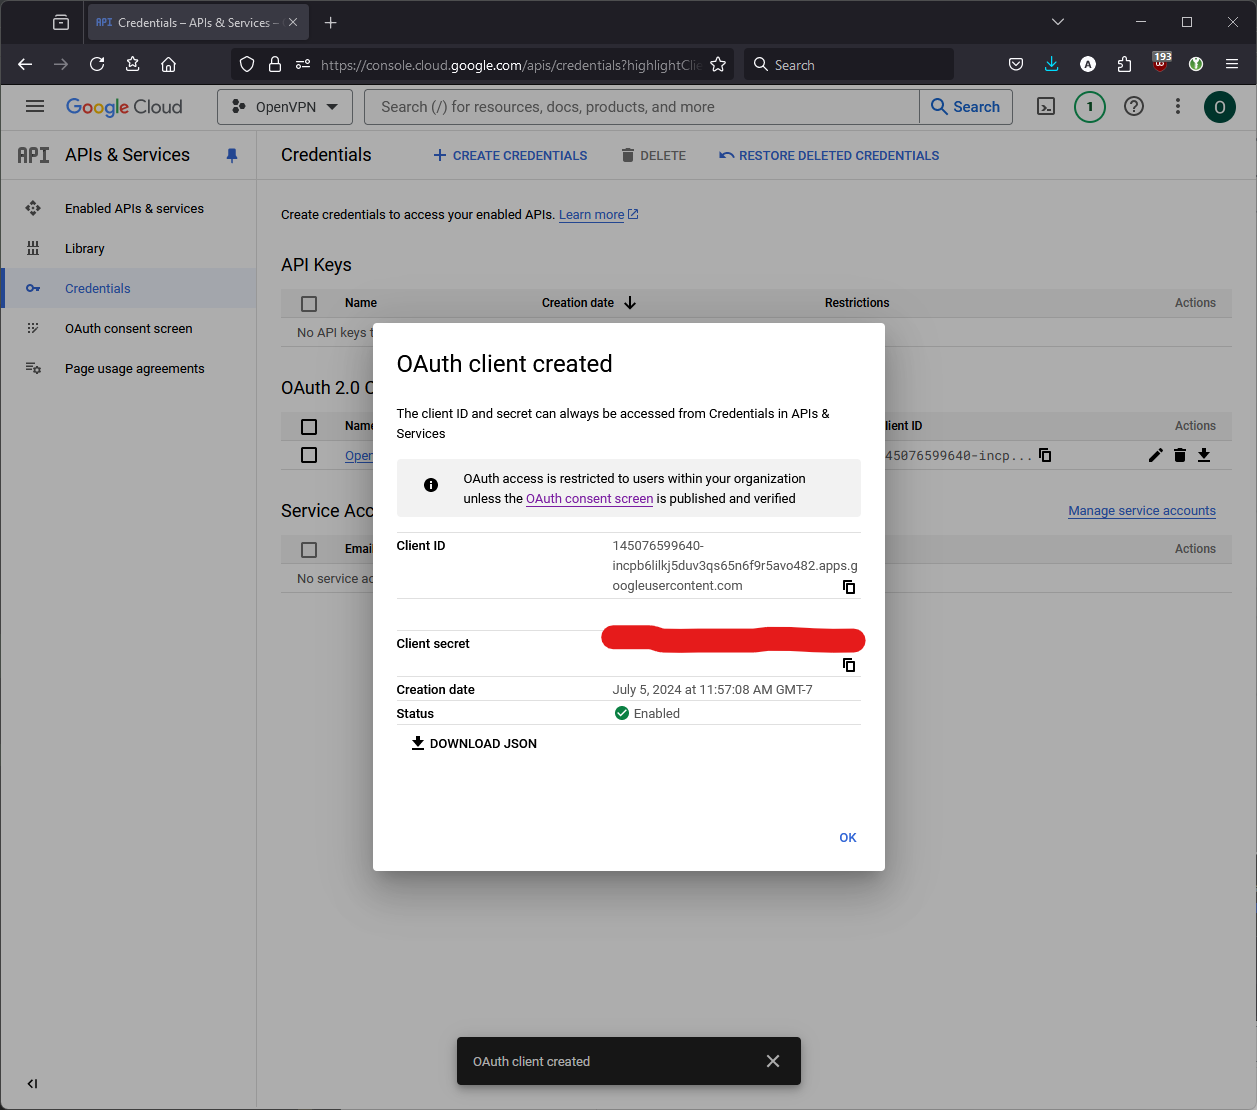 API Credentials – APIs & Services –
https://console.cloud.google.com/apis/credentials?highlightClie
Search
193
Google Cloud
OpenVPN
Search (/) for resources, docs, products, and more
Search
1
O
API APIs & Services
Credentials
CREATE CREDENTIALS
DELETE
RESTORE DELETED CREDENTIALS
Enabled APIs & services
Library
Credentials
OAuth consent screen
Page usage agreements
Create credentials to access your enabled APIs. Learn more
API Keys
Name Creation date Restrictions Actions
No API keys t
OAuth 2.0 C
Name lient ID Actions
Open 45076599640-incp...
Service Acc
Manage service accounts
Email Actions
No service ac
OAuth client created
The client ID and secret can always be accessed from Credentials in APIs &
Services
OAuth access is restricted to users within your organization
unless the OAuth consent screen is published and verified
Client ID 145076599640-
incpb6lilkj5duv3qs65n6f9r5avo482.apps.g
oogleusercontent.com
Client secret
Creation date July 5, 2024 at 11:57:08 AM GMT-7
Status Enabled
DOWNLOAD JSON
OK
OAuth client created